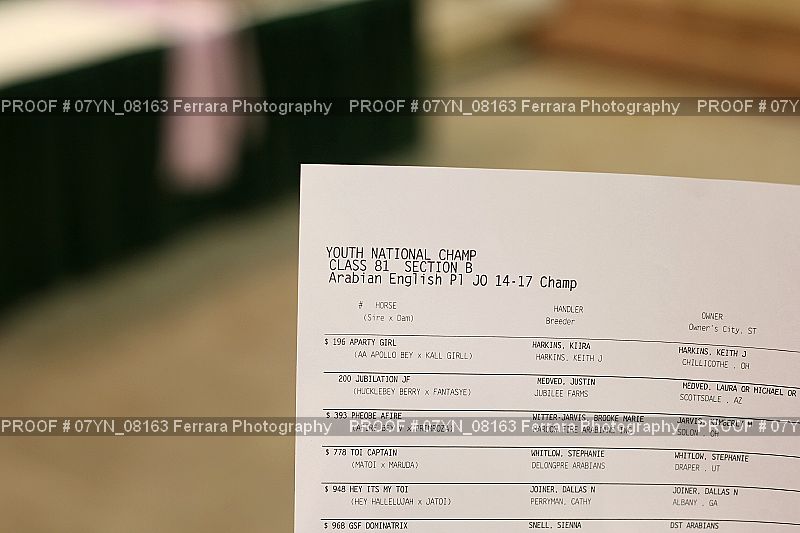 PROOF # 07YN_08163 Ferrara Photography PROOF # 07YN_08163 Ferrara Photography PROOF # 07Y
YOUTH NATIONAL CHAMP
CLASS 81 SECTION B
Arabian English Pl JO 14-17 Champ
# HORSE HANDLER OWNER
(Sire x Dam) Breeder Owner's City, ST
$ 196 APARTY GIRL HARKINS, KIIRA HARKINS, KEITH J
(AA APOLLO BEY x KALL GIRLL) HARKINS, KEITH J CHILLICOTHE , OH
200 JUBILATION JF MEDVED, JUSTIN MEDVED, LAURA OR MICHAEL OR
(HUCKLEBEY BERRY x FANTASYE) JUBILEE FARMS SCOTTSDALE , AZ
$ 393 PHEOBE AFIRE WITTER-JARVIS, BROOKE MARIE JARVIS, KIMBERLY W
SOLON , OH
PROOF # 07YN_08163 Ferrara Photography PROOF # 07YN_08163 Ferrara Photography PROOF # 07Y
$ 778 TOI CAPTAIN WHITLOW, STEPHANIE WHITLOW, STEPHANIE
(MATOI x MARUDA) DELONGPRE ARABIANS DRAPER , UT
$ 948 HEY ITS MY TOI JOINER, DALLAS N JOINER, DALLAS N
(HEY HALLELUJAH x JATOI) PERRYMAN, CATHY ALBANY , GA
$ 968 GSF DOMINATRIX SNELL, SIENNA DST ARABIANS